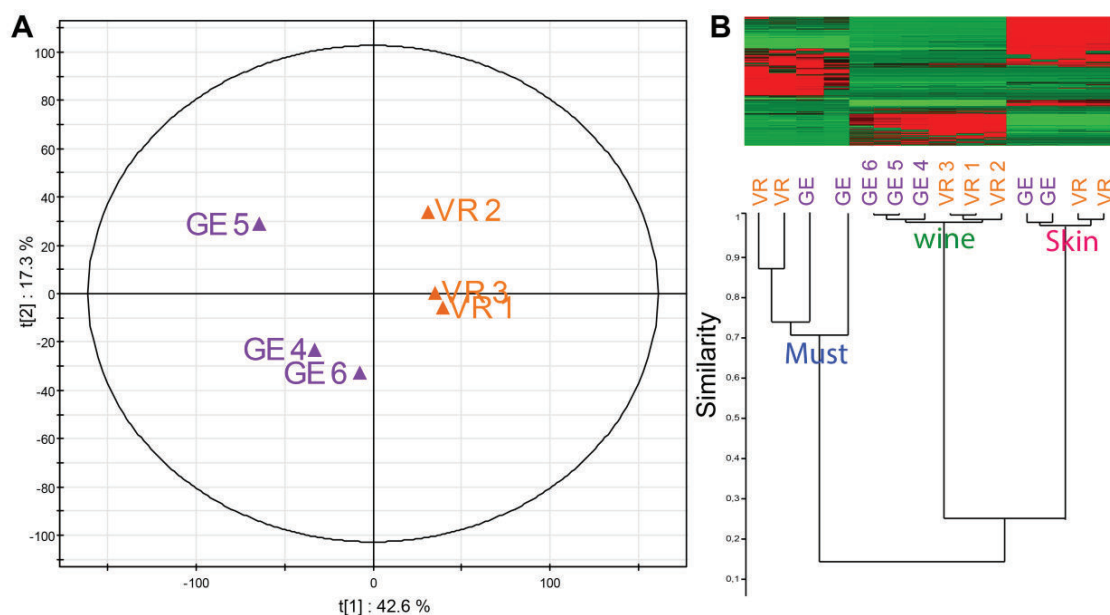 A
100
80
60
40
20
0
-20
-40
-60
-80
-100
t[2] : 17.3 %
GE 5
VR 2
VR 3
VR 1
GE 4
GE 6
-100
0
100
t[1] : 42.6 %
B
VR
VR
GE
GE
GE 6
GE 5
GE 4
VR 3
VR 1
VR 2
GE
GE
VR
VR
wine
Skin
Must
Similarity
1
0,9
0,8
0,7
0,6
0,5
0,4
0,3
0,2
0,1